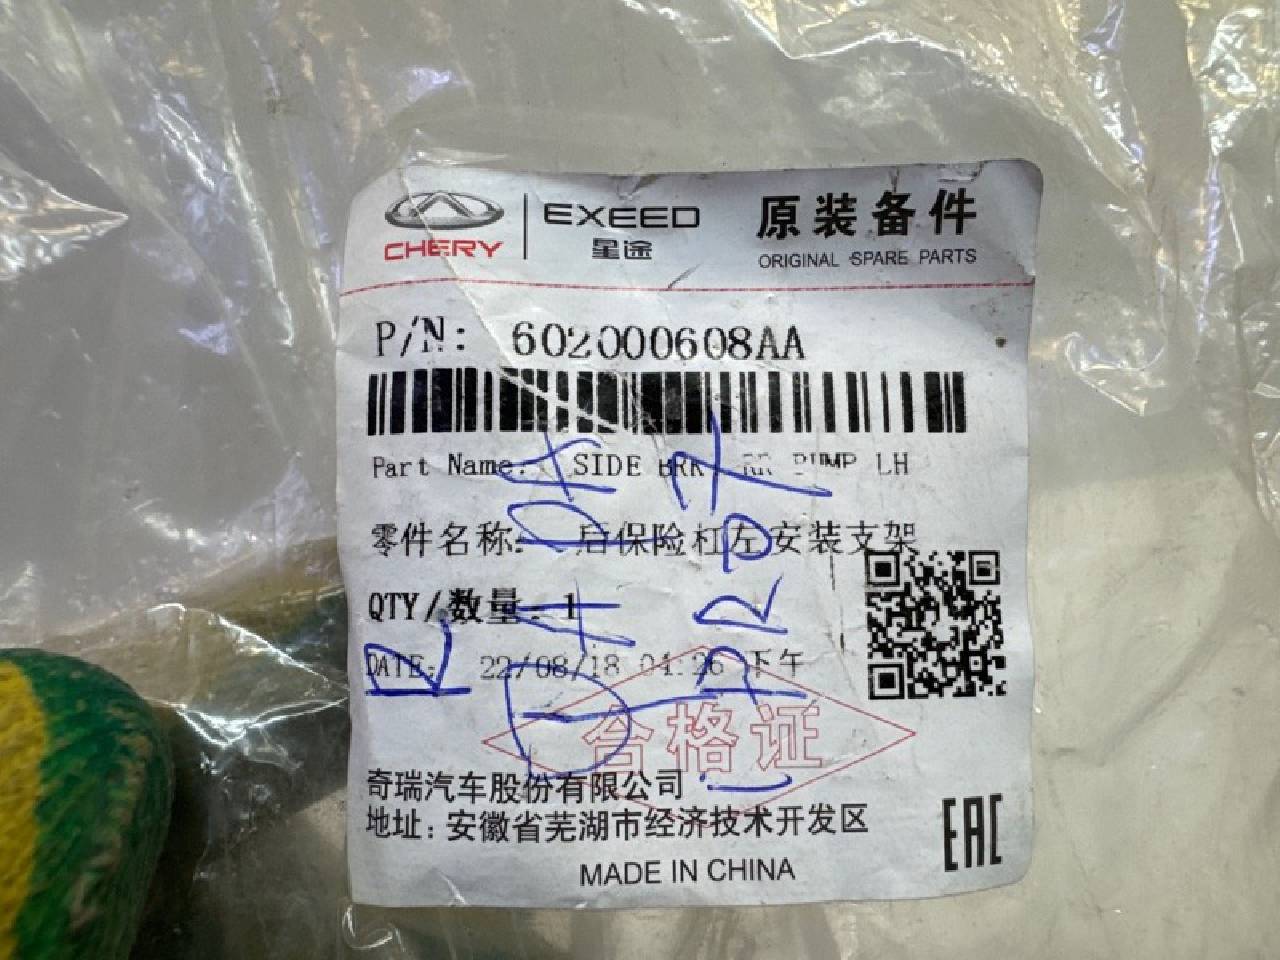 CHERY
EXEED
星途
原装备件
ORIGINAL SPARE PARTS
P/N: 602000608AA
Part Name: SIDE BRK RR BUMP LH
零件名称: 后保险杠左安装支架
QTY/数量: 1
DATE: 22/08/18 04:26 下午
合格证
奇瑞汽车股份有限公司
地址:安徽省芜湖市经济技术开发区
EAC
MADE IN CHINA